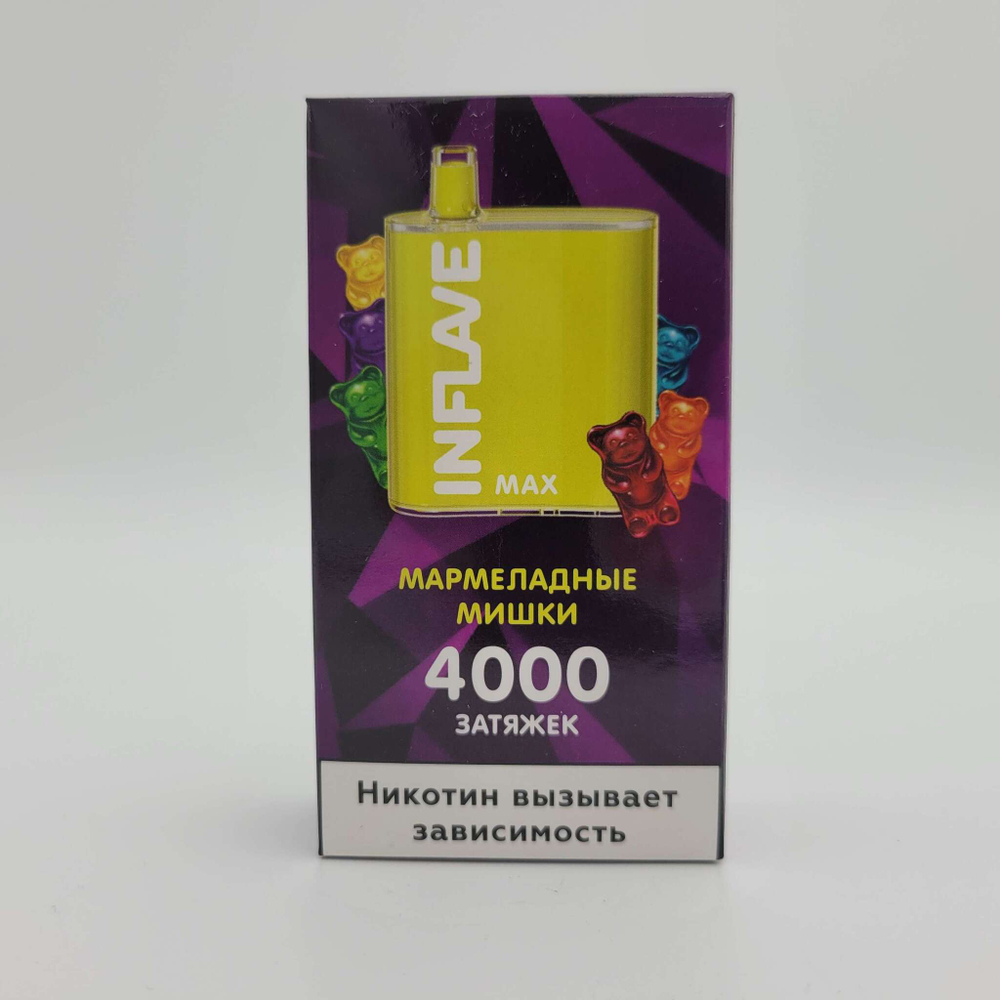 INFLAVE
MAX
МАРМЕЛАДНЫЕ
МИШКИ
4000
ЗАТЯЖЕК
Никотин вызывает
зависимость